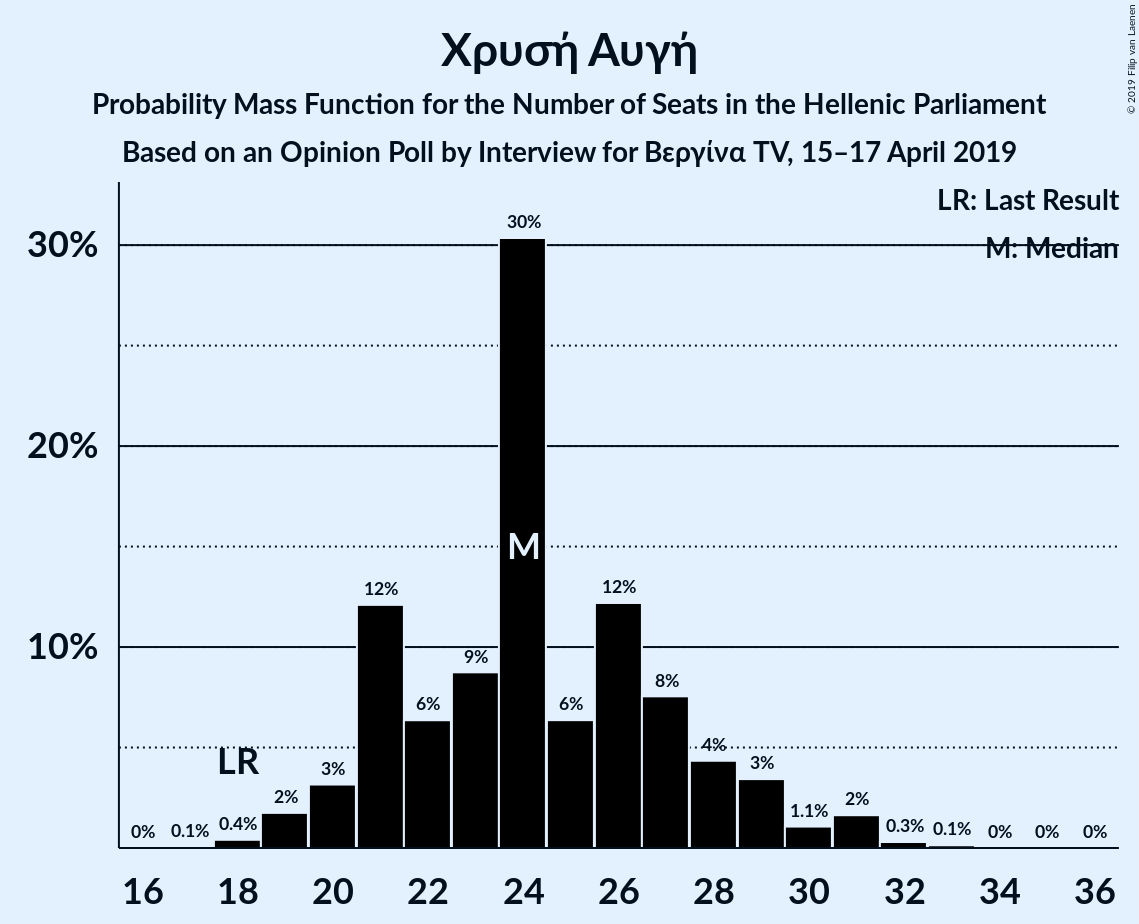 Χρυσή Αυγή
Probability Mass Function for the Number of Seats in the Hellenic Parliament
Based on an Opinion Poll by Interview for Βεργίνα TV, 15–17 April 2019
© 2019 Filip van Laenen
LR: Last Result
M: Median
30%
20%
10%
0%
0.1%
0.4%
LR
2%
3%
12%
6%
9%
30%
M
6%
12%
8%
4%
3%
1.1%
2%
0.3%
0.1%
0%
0%
0%
16 18 20 22 24 26 28 30 32 34 36